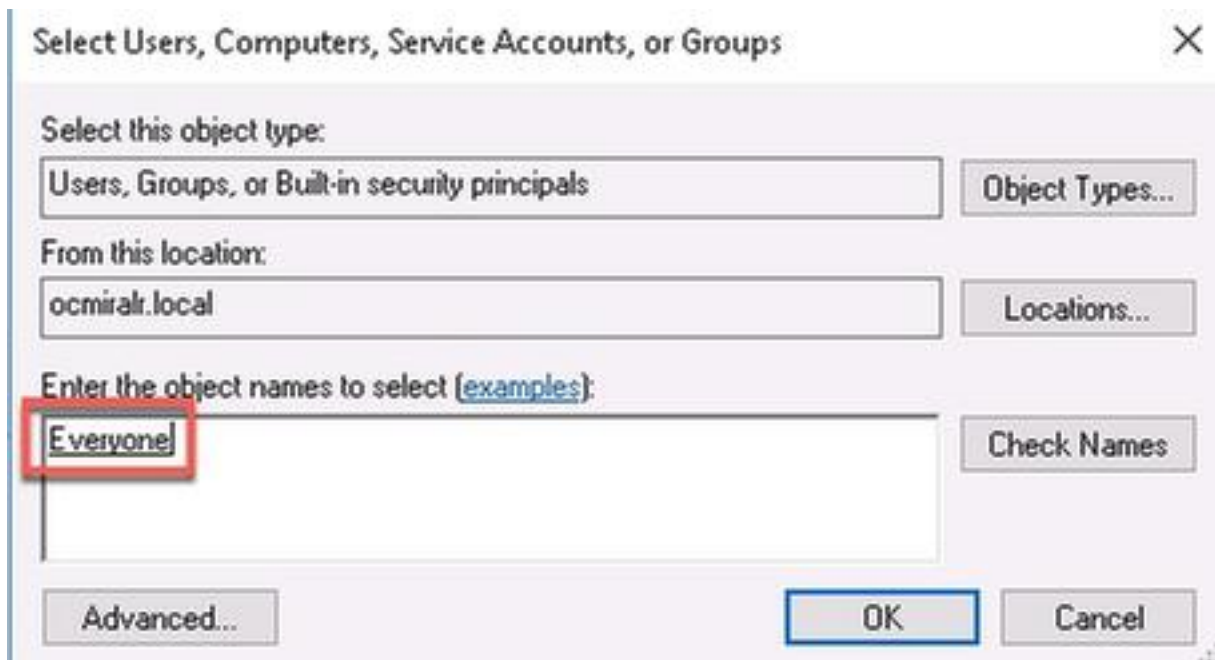 Select Users, Computers, Service Accounts, or Groups
Select this object type:
Users, Groups, or Built-in security principals
Object Types...
From this location:
ocmiralr.local
Locations...
Enter the object names to select (examples):
Everyone
Check Names
Advanced...
OK
Cancel